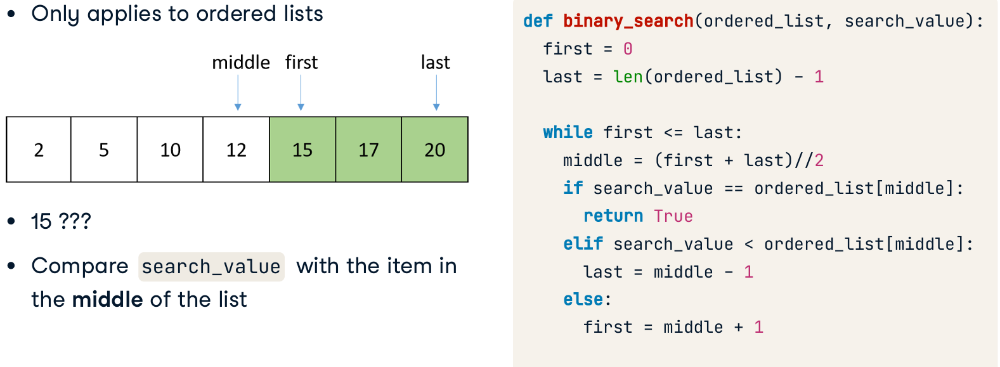 • Only applies to ordered lists
middle first last
2 5 10 12 15 17 20
• 15 ???
• Compare search_value with the item in
the middle of the list
def binary_search(ordered_list, search_value):
  first = 0
  last = len(ordered_list) - 1
  while first <= last:
    middle = (first + last)//2
    if search_value == ordered_list[middle]:
      return True
    elif search_value < ordered_list[middle]:
      last = middle - 1
    else:
      first = middle + 1